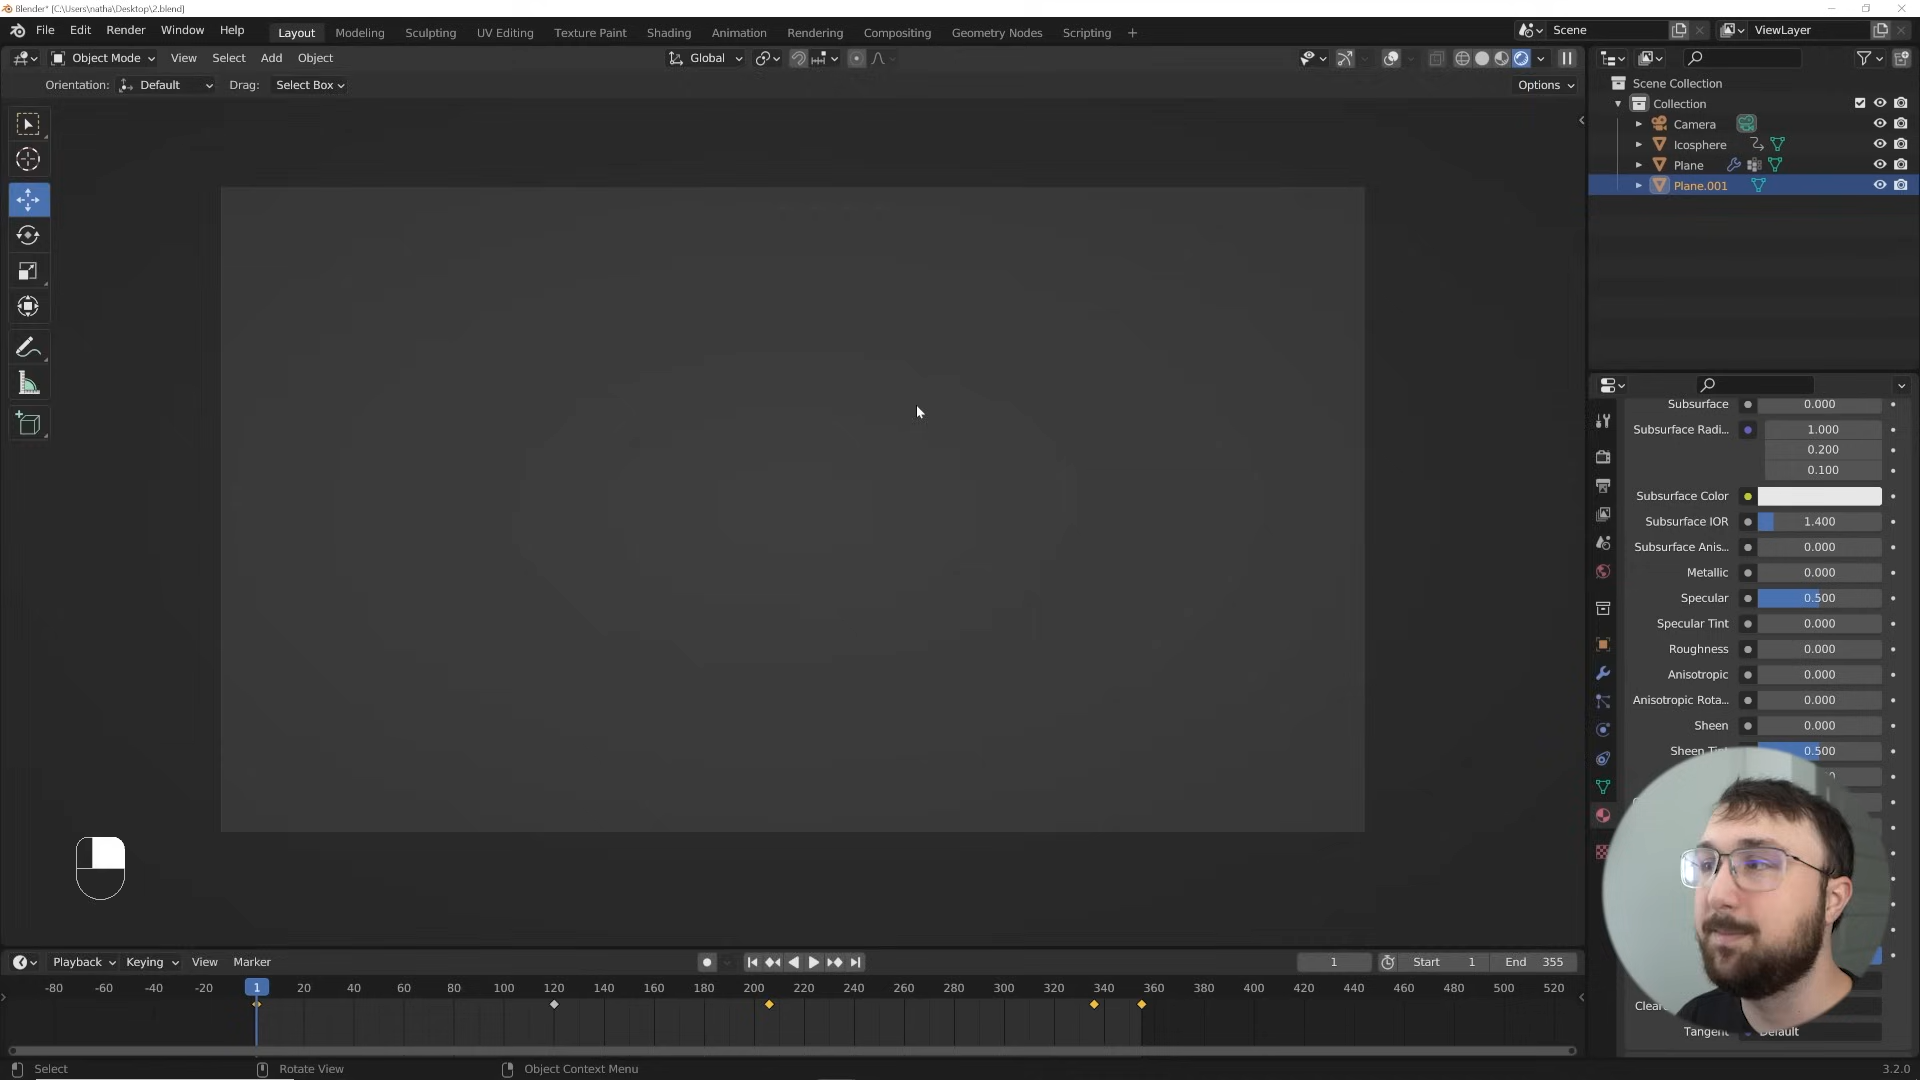 Blender* [C:\Users\natha\Desktop\2.blend]
File Edit Render Window Help Layout Modeling Sculpting UV Editing Texture Paint Shading Animation Rendering Compositing Geometry Nodes Scripting + Scene ViewLayer
Object Mode View Select Add Object Global
Orientation: Default Drag: Select Box Options
Scene Collection
Collection
Camera
Icosphere
Plane
Plane.001
Subsurface 0.000
Subsurface Radi... 1.000
0.200
0.100
Subsurface Color
Subsurface IOR 1.400
Subsurface Anis... 0.000
Metallic 0.000
Specular 0.500
Specular Tint 0.000
Roughness 0.000
Anisotropic 0.000
Anisotropic Rota... 0.000
Sheen 0.000
Sheen 0.500
Clear
Tangent Default
Playback Keying View Marker 1 Start 1 End 355
-80 -60 -40 -20 1 20 40 60 80 100 120 140 160 180 200 220 240 260 280 300 320 340 360 380 400 420 440 460 480 500 520
Select Rotate View Object Context Menu 3.2.0